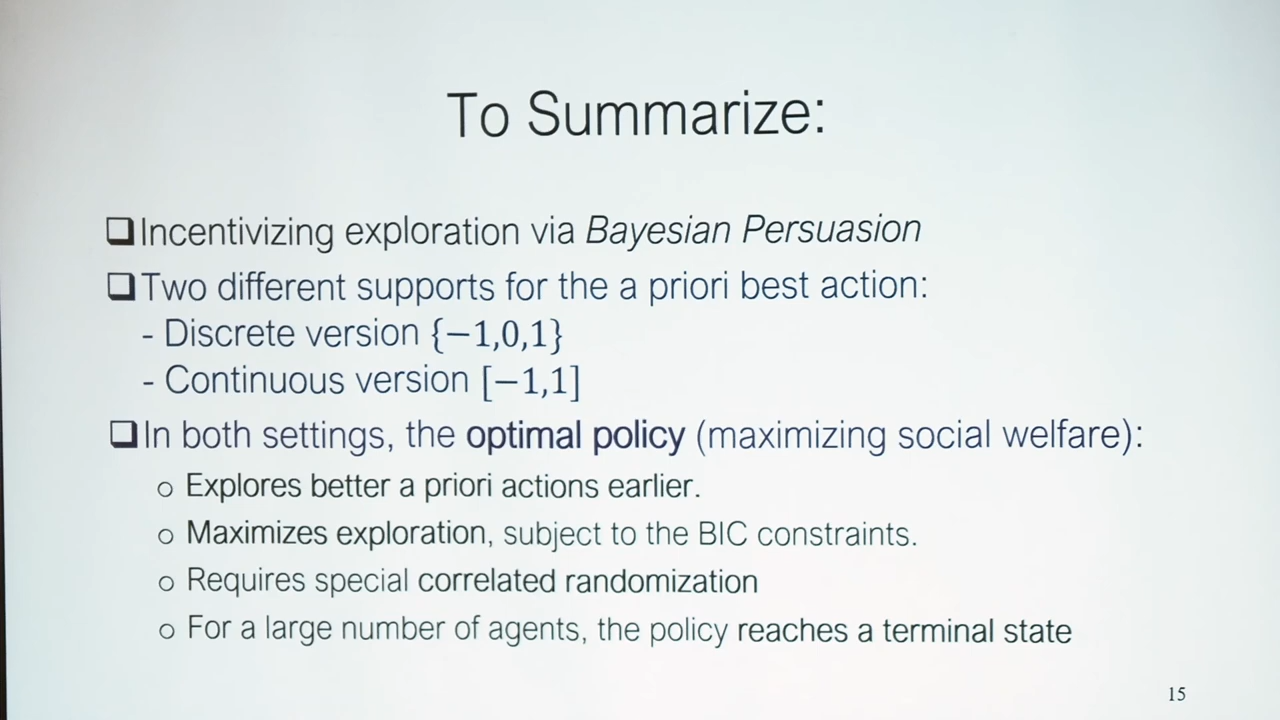 To Summarize:
❑Incentivizing exploration via Bayesian Persuasion
❑Two different supports for the a priori best action:
- Discrete version {−1,0,1}
- Continuous version [−1,1]
❑In both settings, the optimal policy (maximizing social welfare):
o Explores better a priori actions earlier.
o Maximizes exploration, subject to the BIC constraints.
o Requires special correlated randomization
o For a large number of agents, the policy reaches a terminal state
15